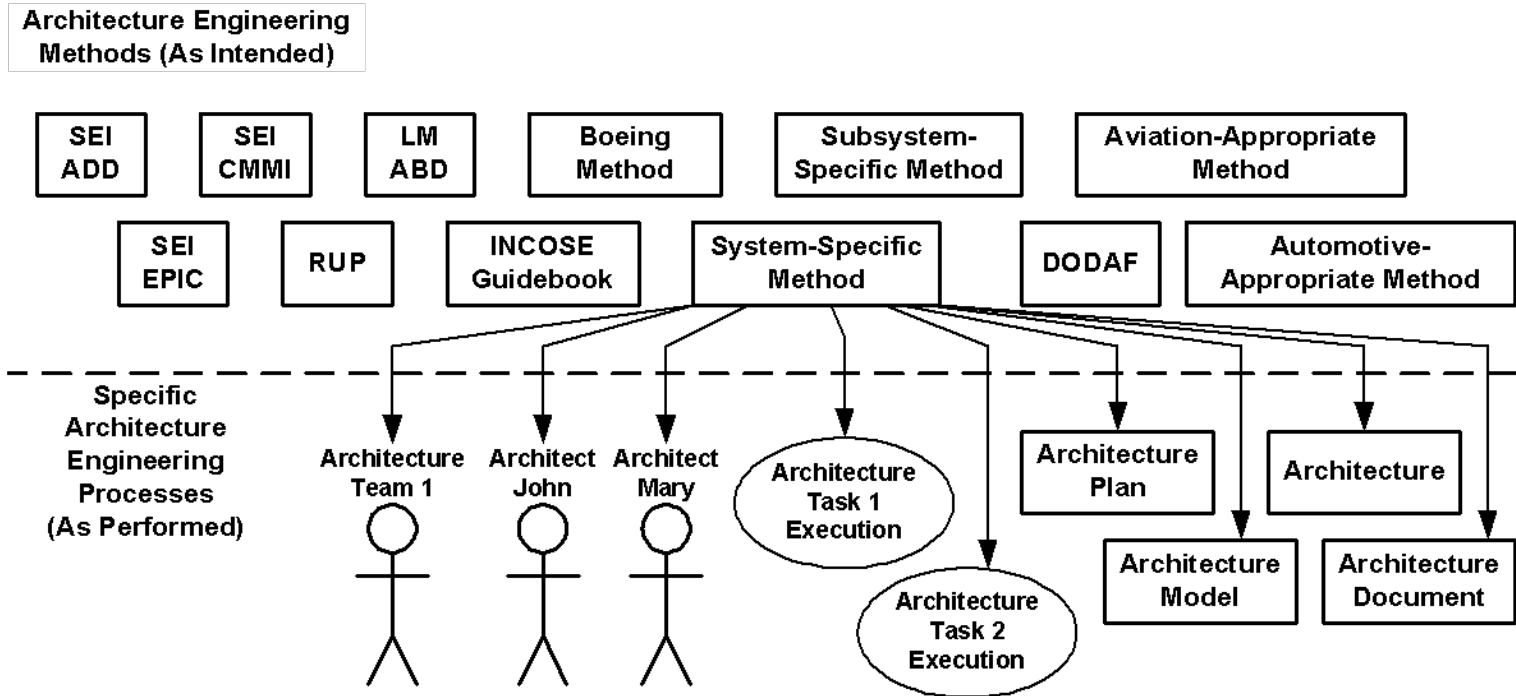 Architecture Engineering
Methods (As Intended)
SEI
ADD
SEI
CMMI
LM
ABD
Boeing
Method
Subsystem-
Specific Method
Aviation-Appropriate
Method
SEI
EPIC
RUP
INCOSE
Guidebook
System-Specific
Method
DODAF
Automotive-
Appropriate Method
Specific
Architecture
Engineering
Processes
(As Performed)
Architecture
Team 1
Architect
John
Architect
Mary
Architecture
Task 1
Execution
Architecture
Task 2
Execution
Architecture
Plan
Architecture
Architecture
Model
Architecture
Document